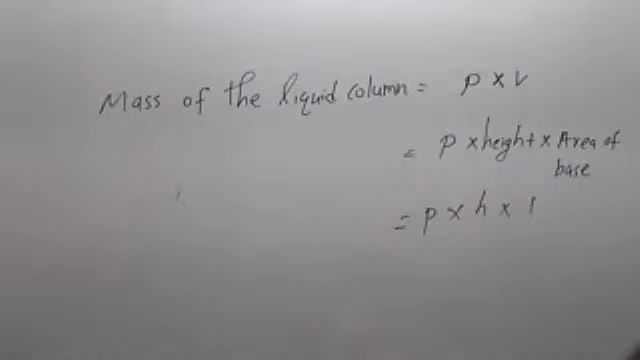 Mass of the liquid column = ρ × V
= ρ × height × Area of base
= ρ × h × 1